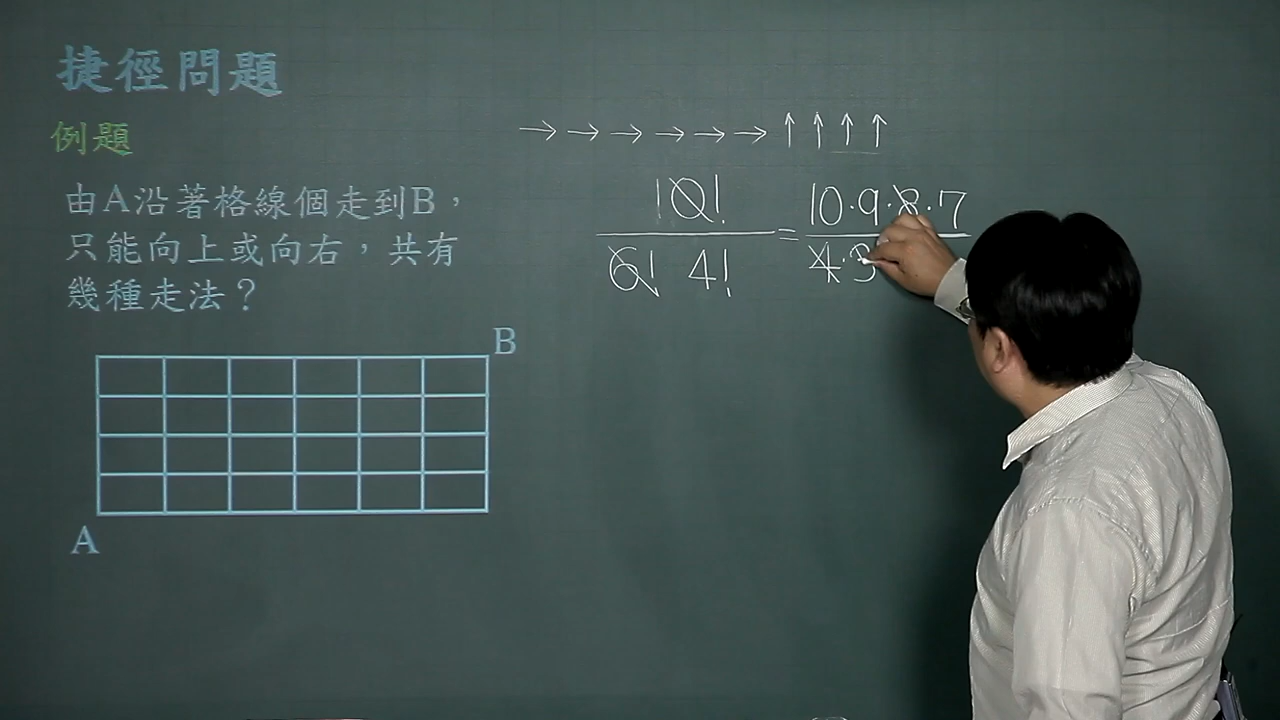 捷徑問題
例題
由A沿著格線個走到B，
只能向上或向右，共有
幾種走法？
B
A
→ → → → → → ↑ ↑ ↑ ↑
10!
6! 4!
=
10·9·8·7
4·3